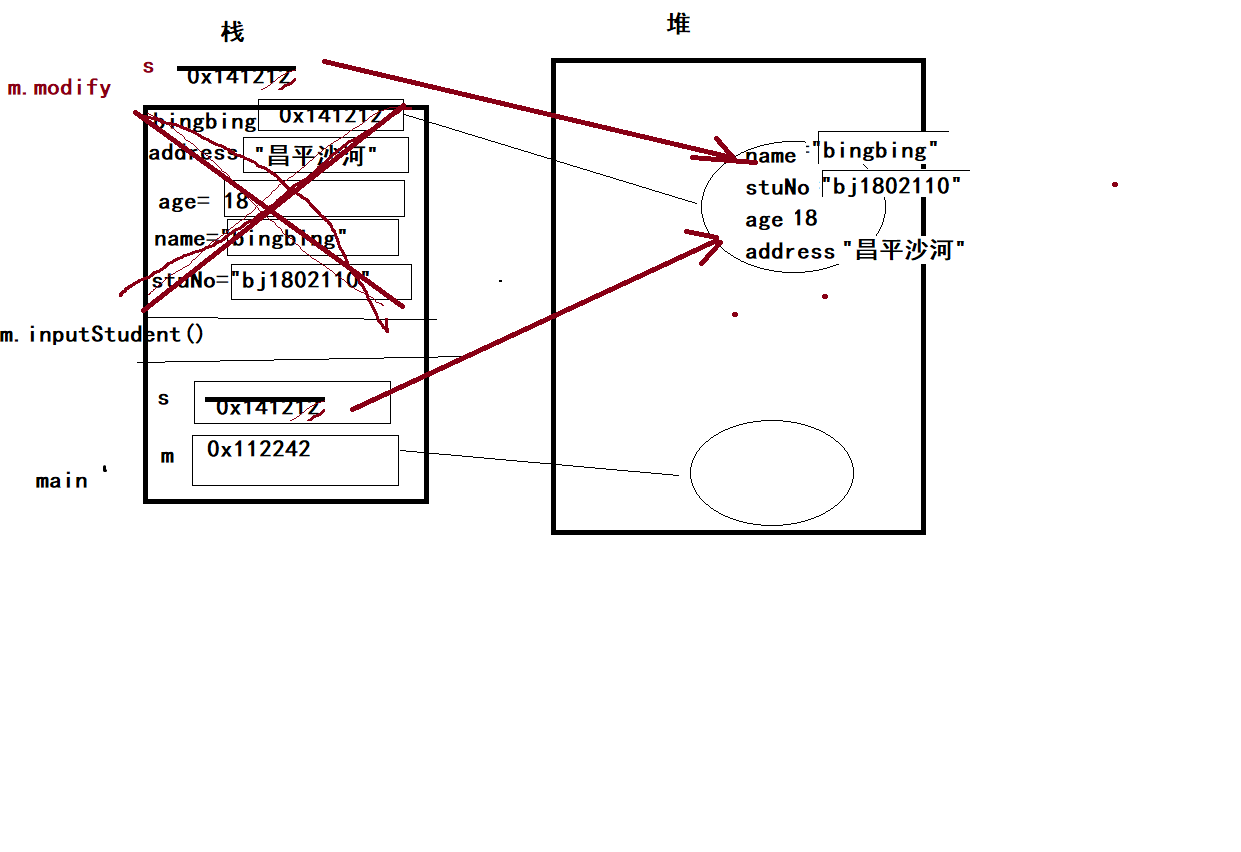 栈
堆
s 0x141212
m.modify
bingbing 0x141212
address "昌平沙河"
age= 18
name="bingbing"
stuNo="bj1802110"
m.inputStudent()
s 0x141212
m 0x112242
main
name ="bingbing"
stuNo "bj1802110"
age 18
address "昌平沙河"